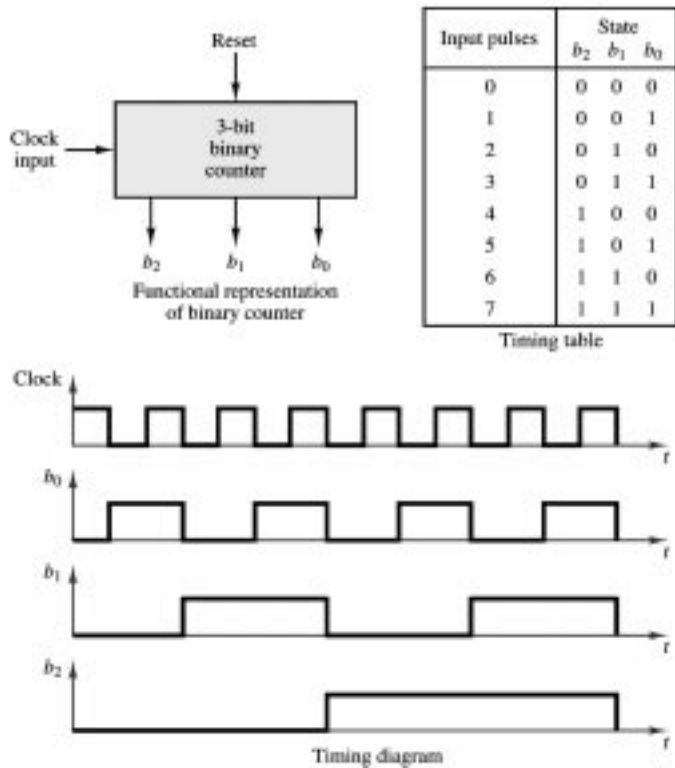 Reset
Clock
input
3-bit
binary
counter
b2 b1 b0
Functional representation
of binary counter
Input pulses State
b2 b1 b0
0 0 0 0
1 0 0 1
2 0 1 0
3 0 1 1
4 1 0 0
5 1 0 1
6 1 1 0
7 1 1 1
Timing table
Clock
t
b0
t
b1
t
b2
t
Timing diagram